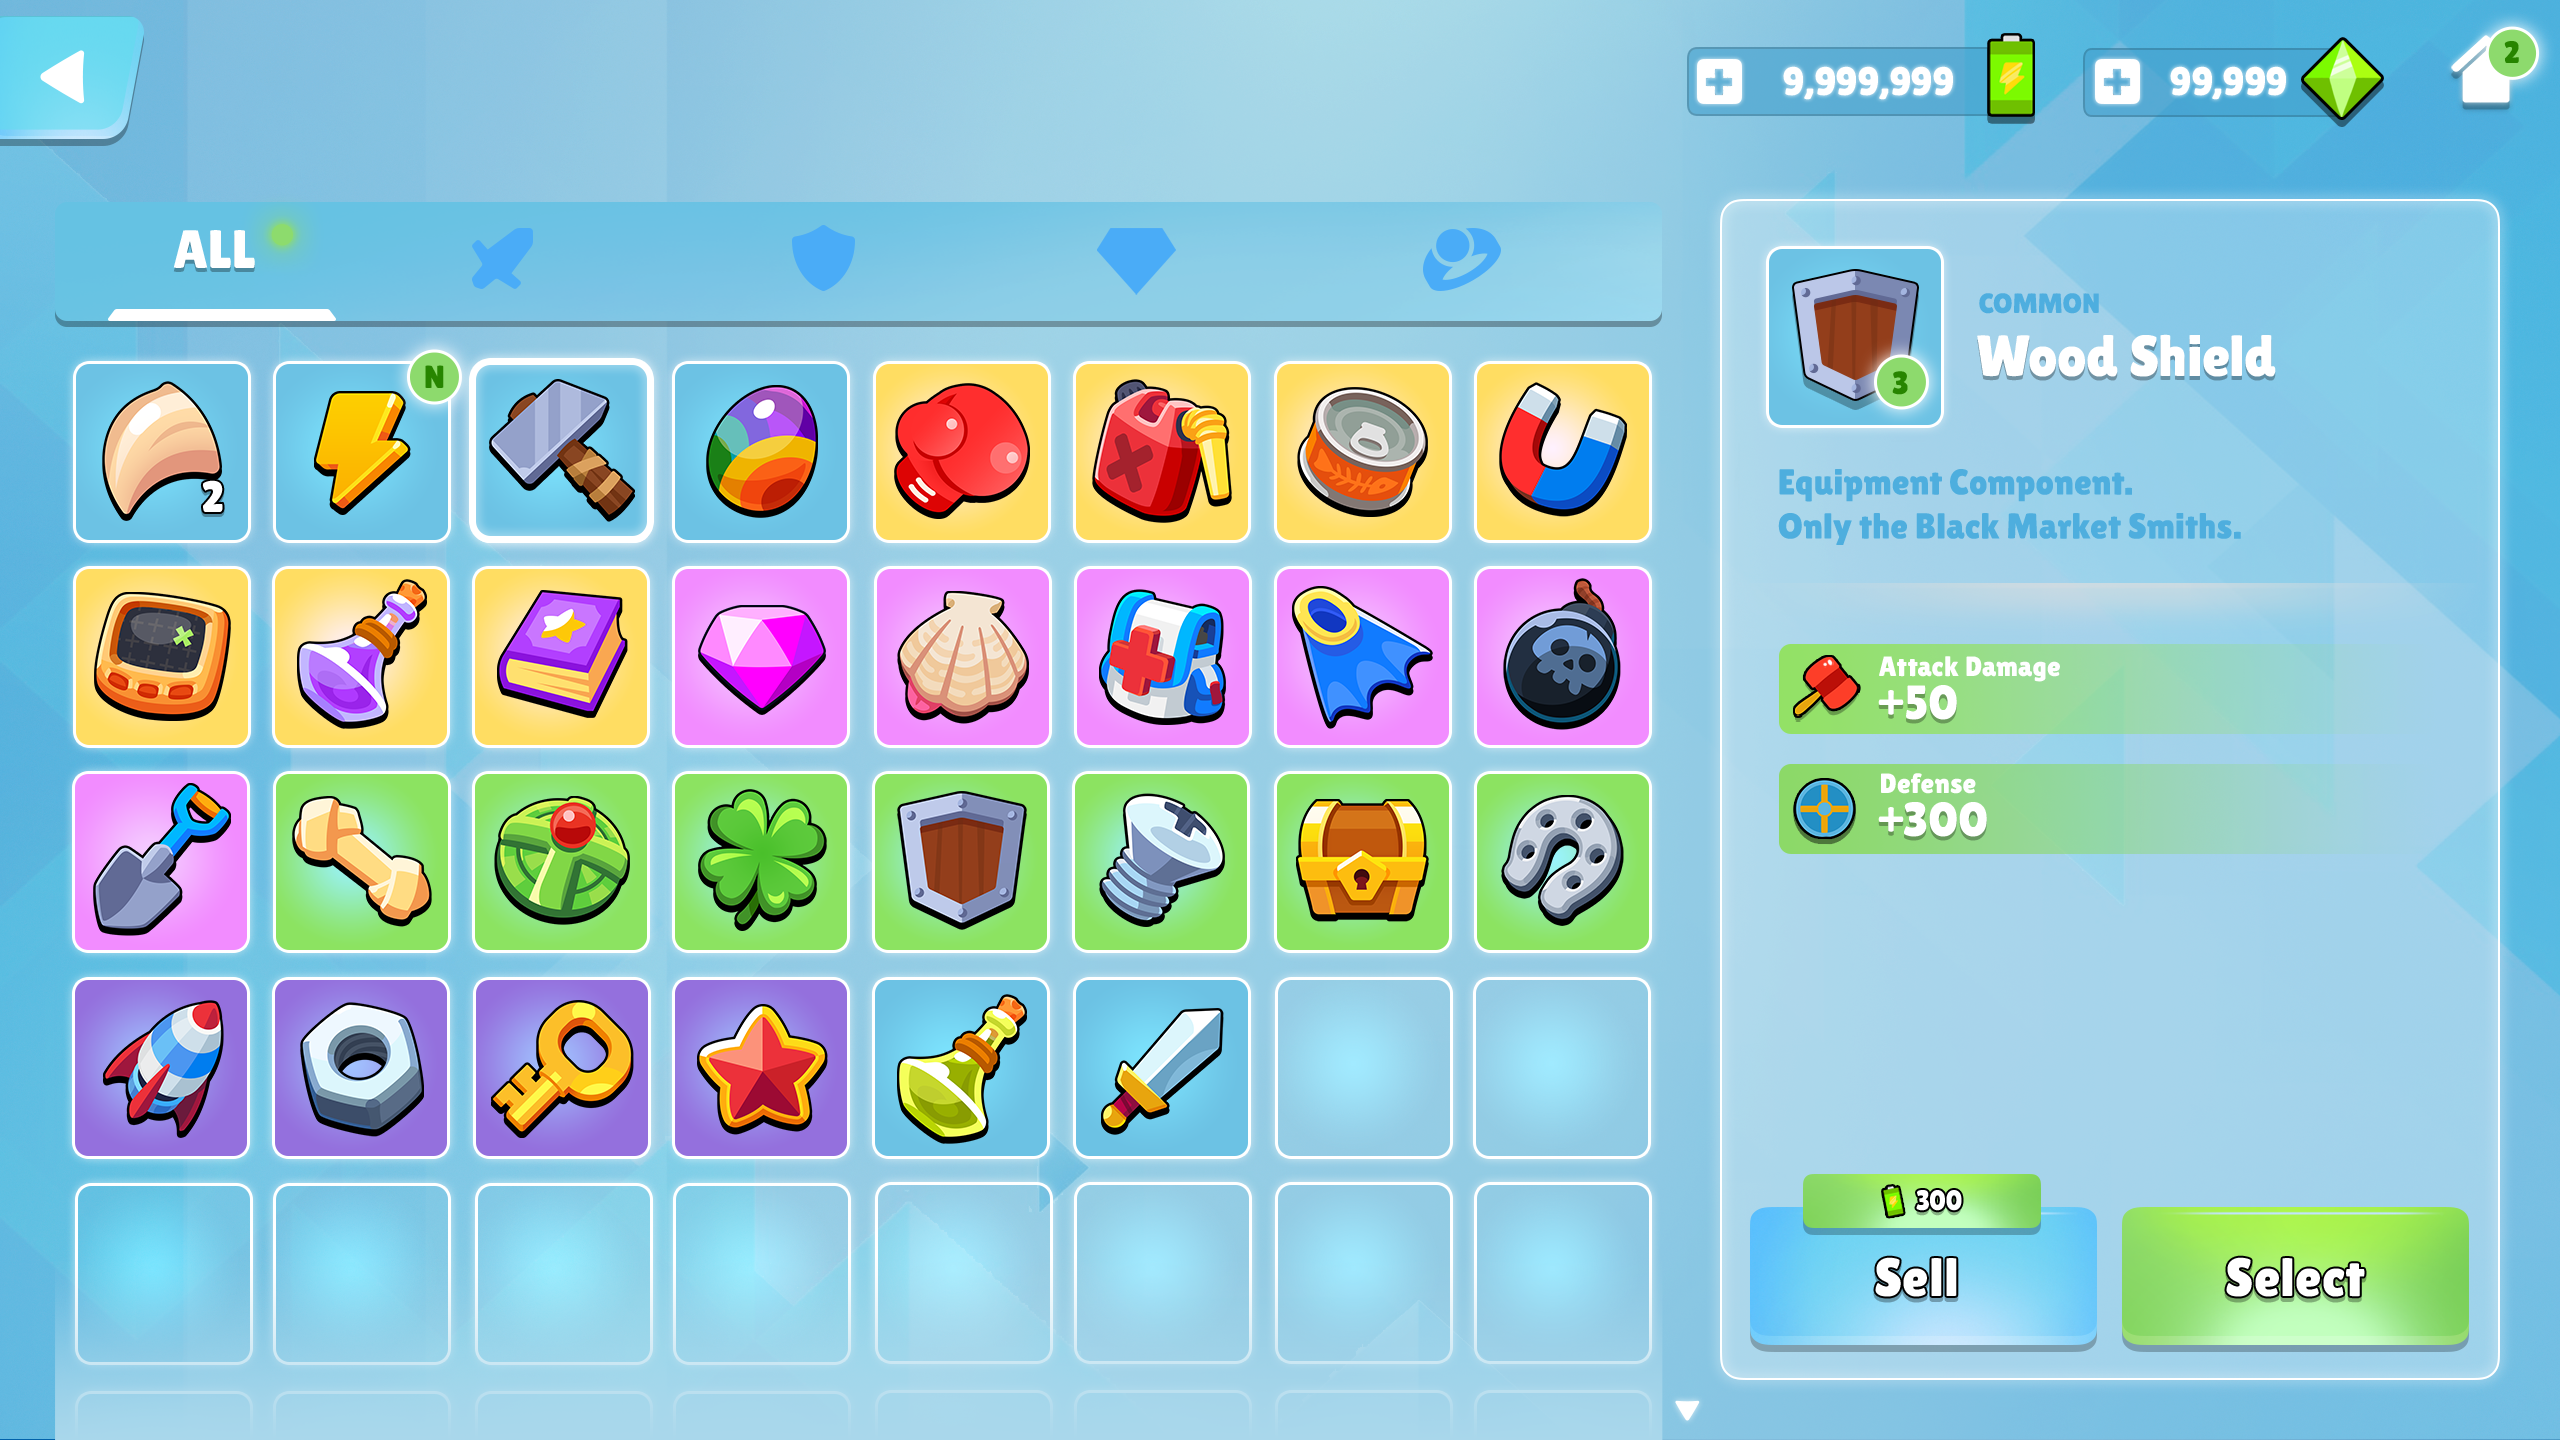 9,999,999
99,999
2
ALL
N
2
COMMON
Wood Shield
3
Equipment Component.
Only the Black Market Smiths.
Attack Damage
+50
Defense
+300
300
Sell
Select